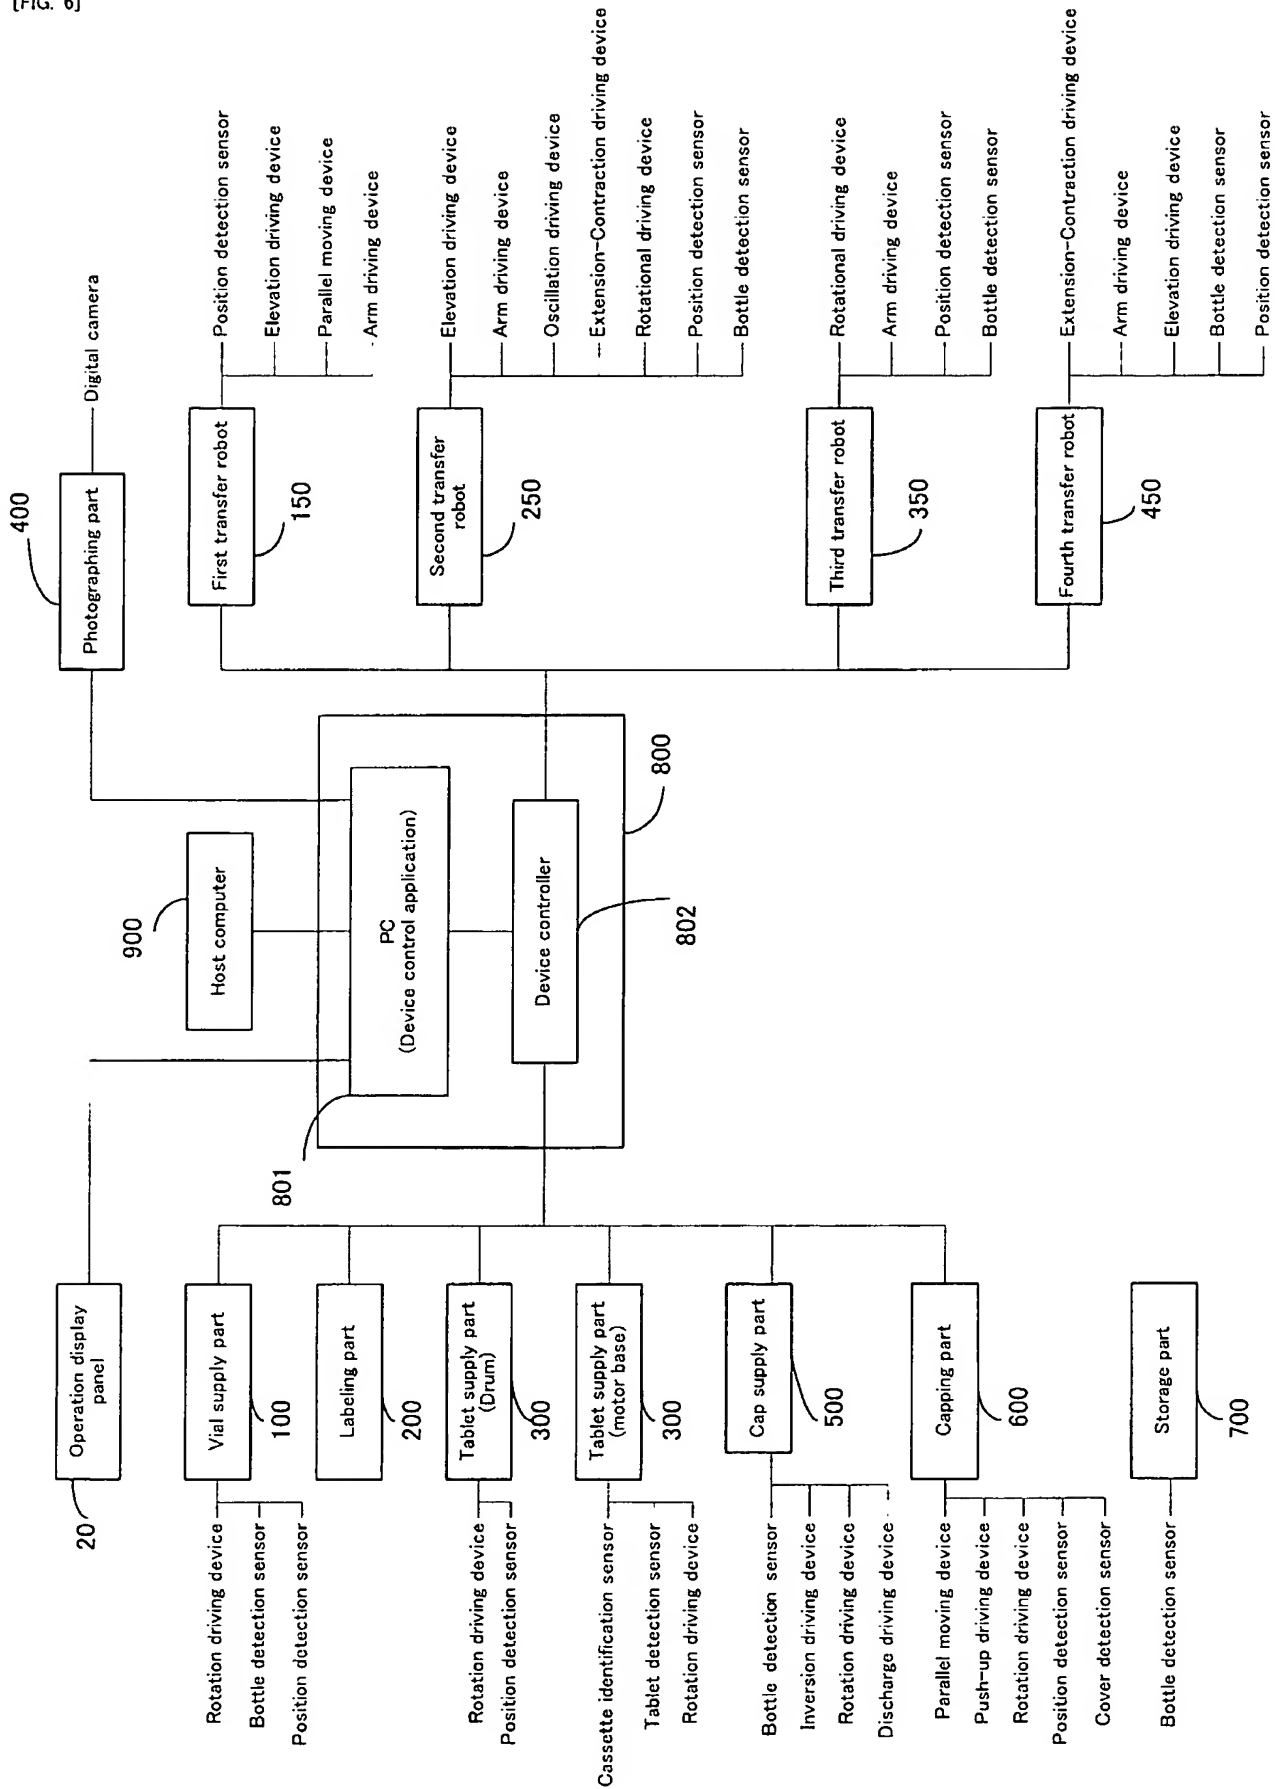 [FIG. 6]
Operation display
panel
20
Vial supply part
100
Rotation driving device
Bottle detection sensor
Position detection sensor
Labeling part
200
Tablet supply part
(Drum)
300
Rotation driving device
Position detection sensor
Tablet supply part
(motor base)
300
Cassette identification sensor
Tablet detection sensor
Rotation driving device
Cap supply part
500
Bottle detection sensor
Inversion driving device
Rotation driving device
Discharge driving device
Capping part
600
Parallel moving device
Push-up driving device
Rotation driving device
Position detection sensor
Cover detection sensor
Storage part
700
Bottle detection sensor
900
Host computer
801
PC
(Device control application)
Device controller
802
800
400
Photographing part
Digital camera
First transfer robot
150
Position detection sensor
Elevation driving device
Parallel moving device
Arm driving device
Second transfer
robot
250
Elevation driving device
Arm driving device
Oscillation driving device
Extension-Contraction driving device
Rotational driving device
Position detection sensor
Bottle detection sensor
Third transfer robot
350
Rotational driving device
Arm driving device
Position detection sensor
Bottle detection sensor
Fourth transfer robot
450
Extension-Contraction driving device
Arm driving device
Elevation driving device
Bottle detection sensor
Position detection sensor